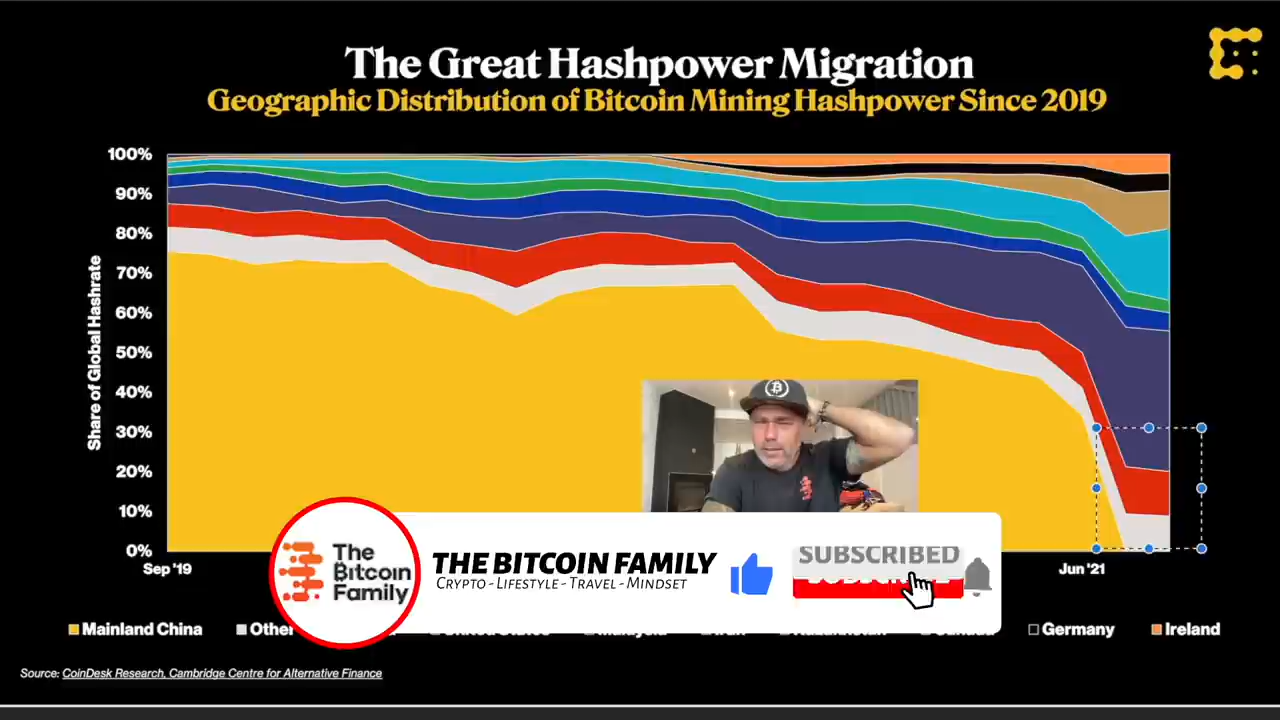 The Great Hashpower Migration
Geographic Distribution of Bitcoin Mining Hashpower Since 2019
Share of Global Hashrate
100%
90%
80%
70%
60%
50%
40%
30%
20%
10%
0%
Sep '19
Jun '21
The
Bitcoin
Family
THE BITCOIN FAMILY
CRYPTO - LIFESTYLE - TRAVEL - MINDSET
SUBSCRIBED
Mainland China
Other
Germany
Ireland
Source: CoinDesk Research, Cambridge Centre for Alternative Finance